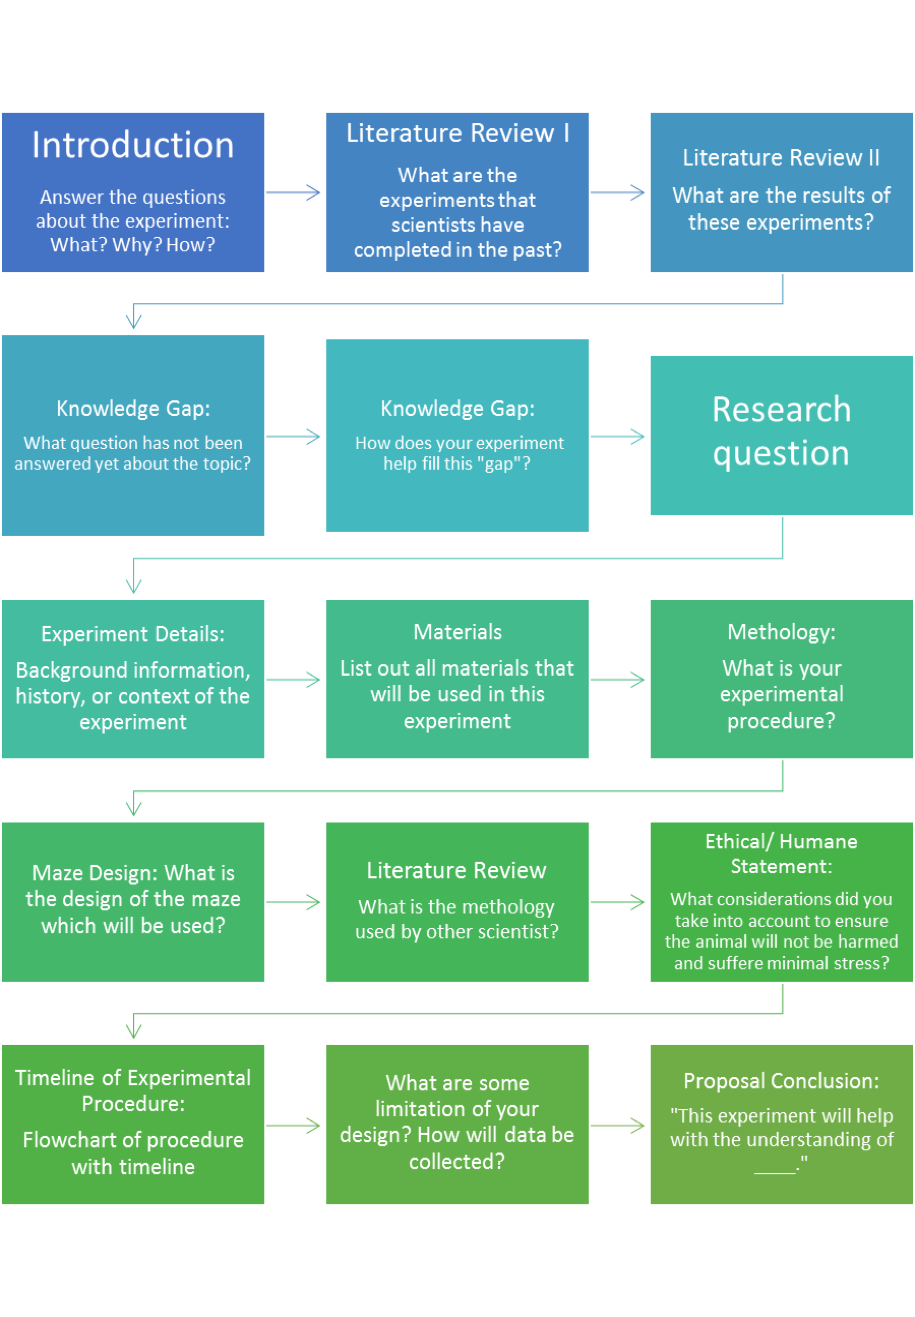 Introduction
Answer the questions
about the experiment:
What? Why? How?
Literature Review I
What are the
experiments that
scientists have
completed in the past?
Literature Review II
What are the results of
these experiments?
Knowledge Gap:
What question has not been
answered yet about the topic?
Knowledge Gap:
How does your experiment
help fill this "gap"?
Research
question
Experiment Details:
Background information,
history, or context of the
experiment
Materials
List out all materials that
will be used in this
experiment
Methology:
What is your
experimental
procedure?
Maze Design: What is
the design of the maze
which will be used?
Literature Review
What is the methology
used by other scientist?
Ethical/ Humane
Statement:
What considerations did you
take into account to ensure
the animal will not be harmed
and suffere minimal stress?
Timeline of Experimental
Procedure:
Flowchart of procedure
with timeline
What are some
limitation of your
design? How will data be
collected?
Proposal Conclusion:
"This experiment will help
with the understanding of
____."